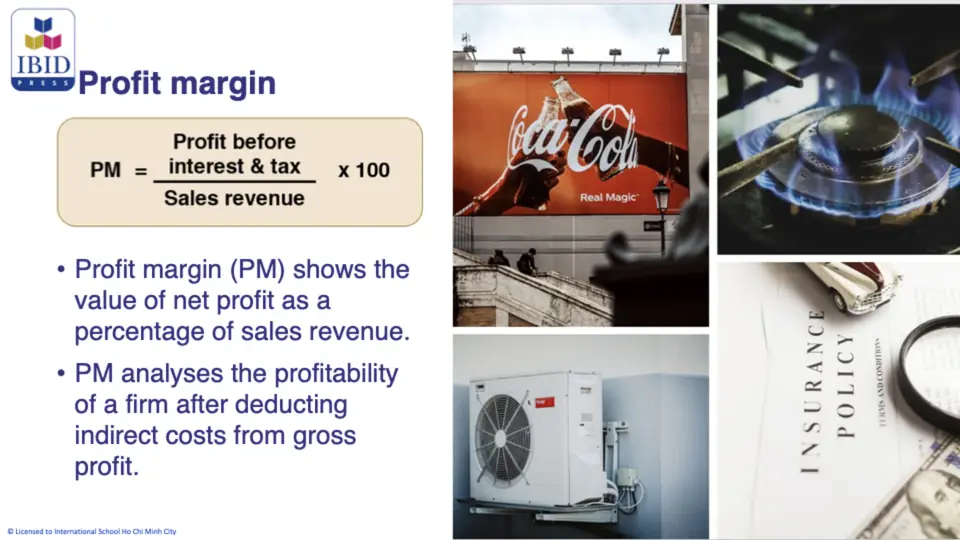 IBID
PRESS
Profit margin
PM = Profit before interest & tax / Sales revenue x 100
• Profit margin (PM) shows the
value of net profit as a
percentage of sales revenue.
• PM analyses the profitability
of a firm after deducting
indirect costs from gross
profit.
© Licensed to International School Ho Chi Minh City
Coca-Cola
Real Magic™
INSURANCE
POLICY
TERMS AND CONDITIONS